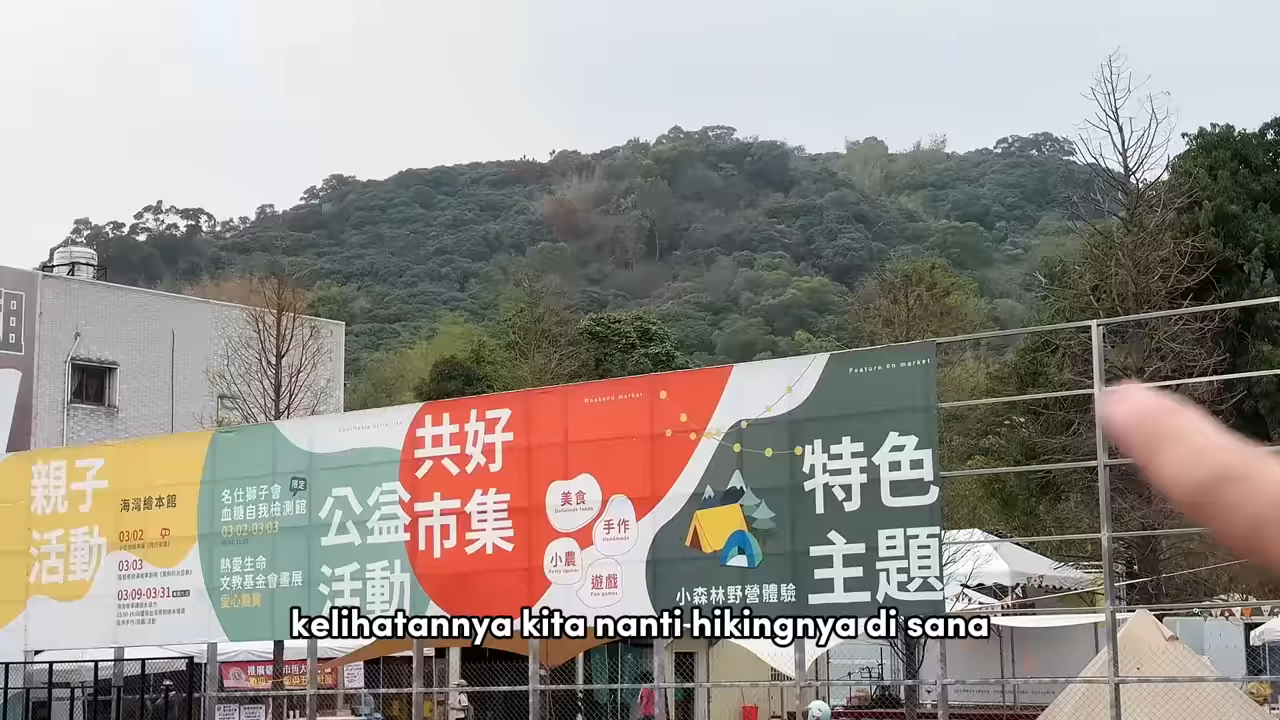 親子
活動
海灣繪本館
03/02
03/03
03/09-03/31
名仕獅子會
血糖自我檢測館
限定
03/02-03/03
熱愛生命
文教基金會畫展
愛心義賣
公益
活動
共好
市集
Weekend market
美食
Delicious foods
手作
Handmade
小農
遊戲
Fun games
Feature on market
特色
主題
小森林野營體驗
kelihatannya kita nanti hikingnya di sana